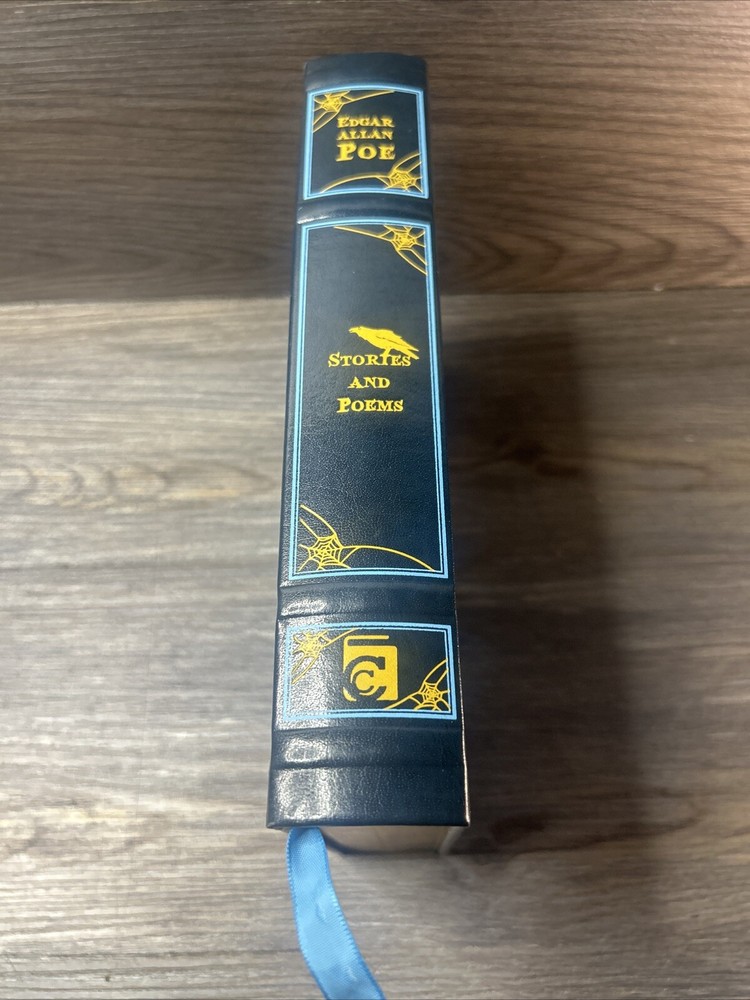 EDGAR
ALLAN
POE
STORIES
AND
POEMS
C